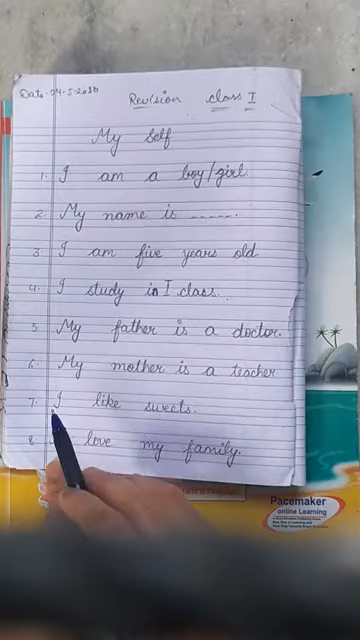 Date-24-5-2020
Revision class I
My Self
1. I am a boy/girl.
2. My name is -----.
3. I am five years old.
4. I study in I class.
5. My father is a doctor.
6. My mother is a teacher
7. I like sweets.
8. love my family.
Pacemaker
online Learning